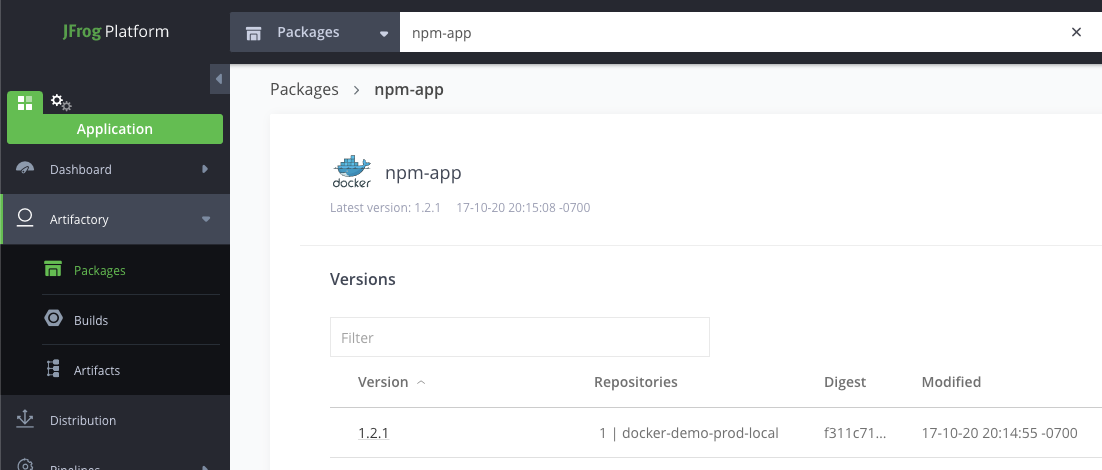 JFrog Platform
Packages
npm-app
Packages > npm-app
Application
Dashboard
Artifactory
Packages
Builds
Artifacts
Distribution
Pipelines
docker
npm-app
Latest version: 1.2.1 17-10-20 20:15:08 -0700
Versions
Filter
Version Repositories Digest Modified
1.2.1 1 | docker-demo-prod-local f311c71... 17-10-20 20:14:55 -0700